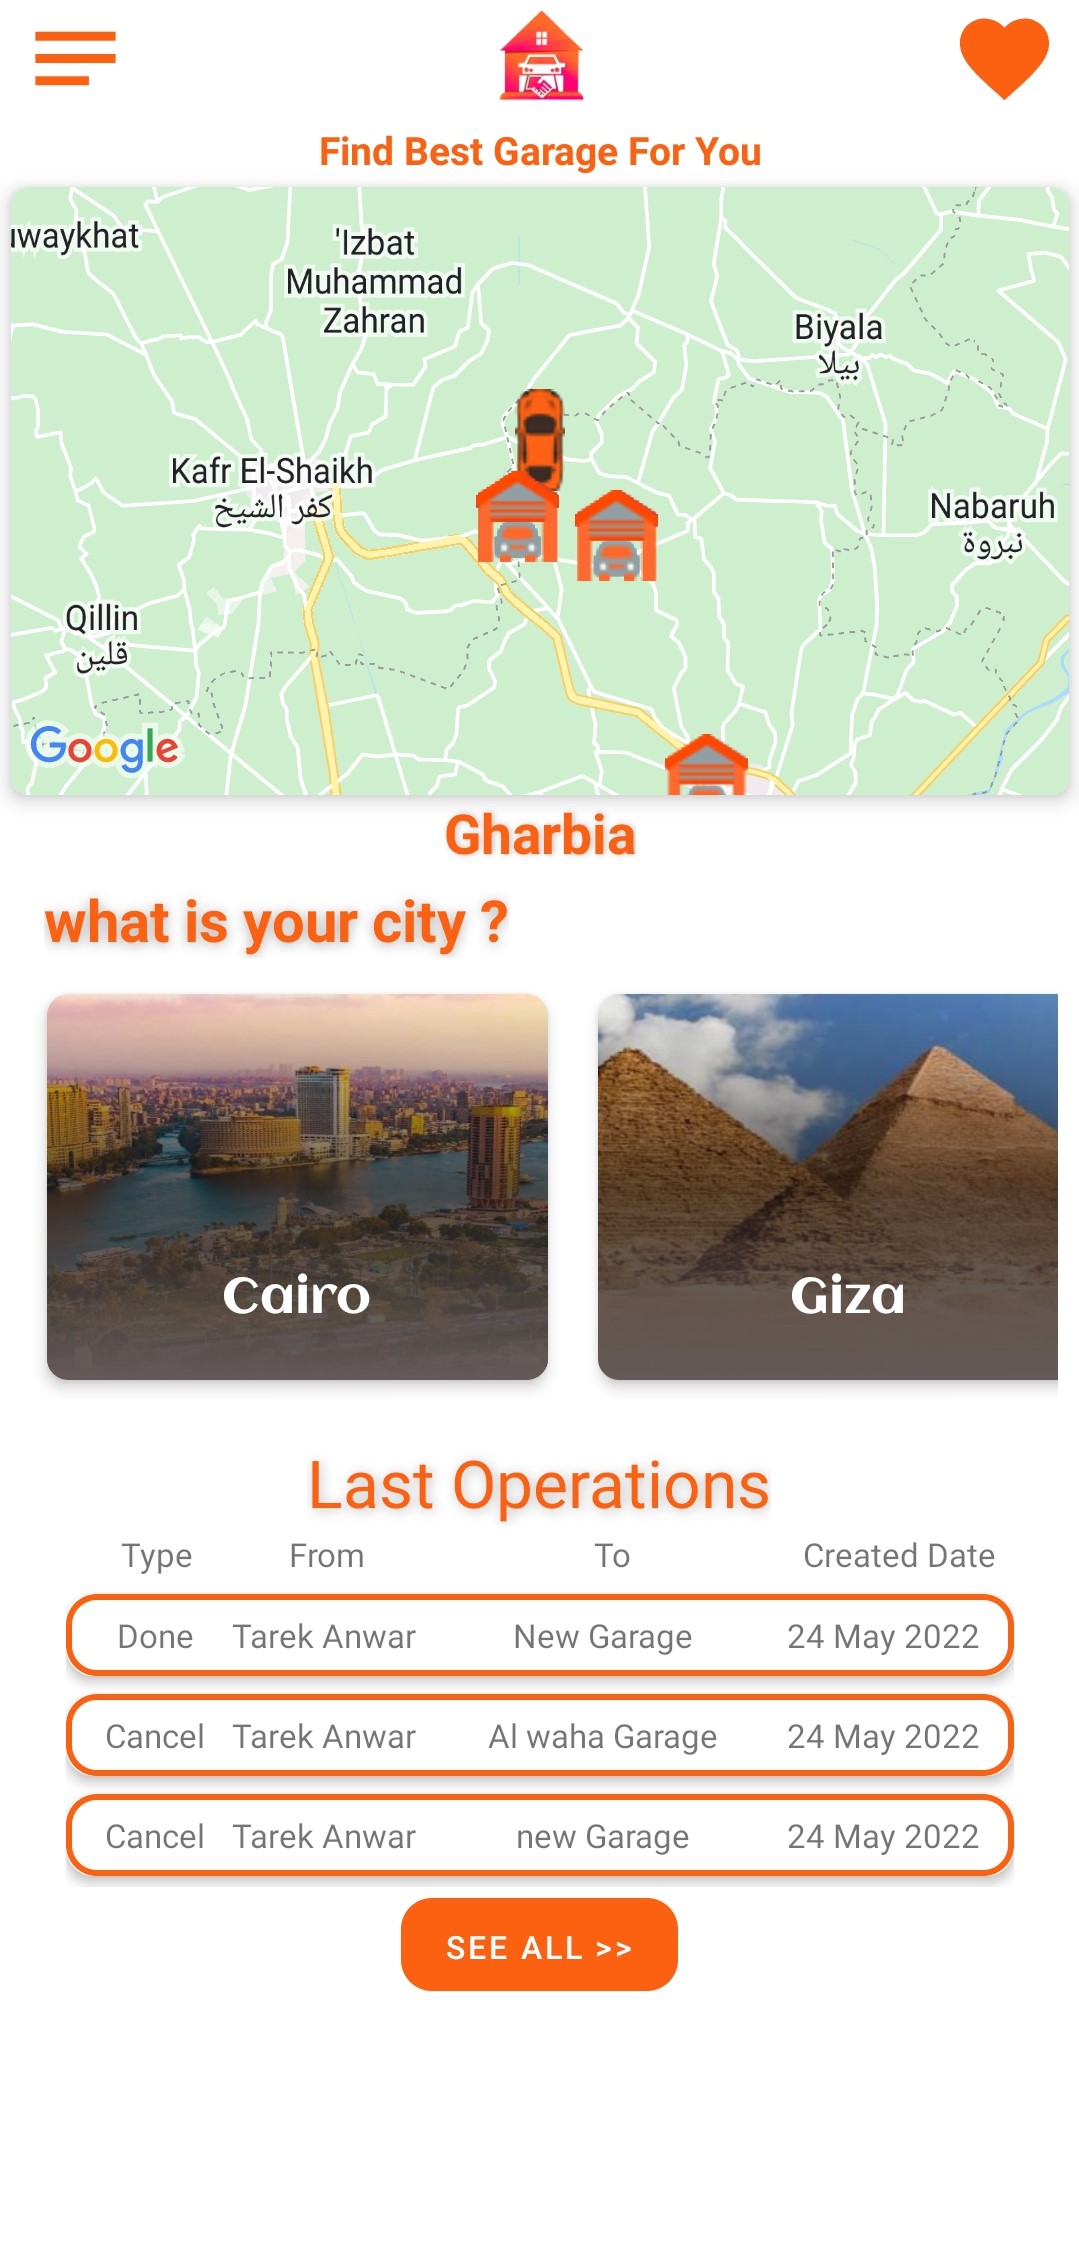 Find Best Garage For You
uwaykhat
'Izbat
Muhammad
Zahran
Biyala
بيلا
Kafr El-Shaikh
كفر الشيخ
Nabaruh
نبروة
Qillin
قلين
Google
Gharbia
what is your city ?
Cairo
Giza
Last Operations
Type From To Created Date
Done Tarek Anwar New Garage 24 May 2022
Cancel Tarek Anwar Al waha Garage 24 May 2022
Cancel Tarek Anwar new Garage 24 May 2022
SEE ALL >>